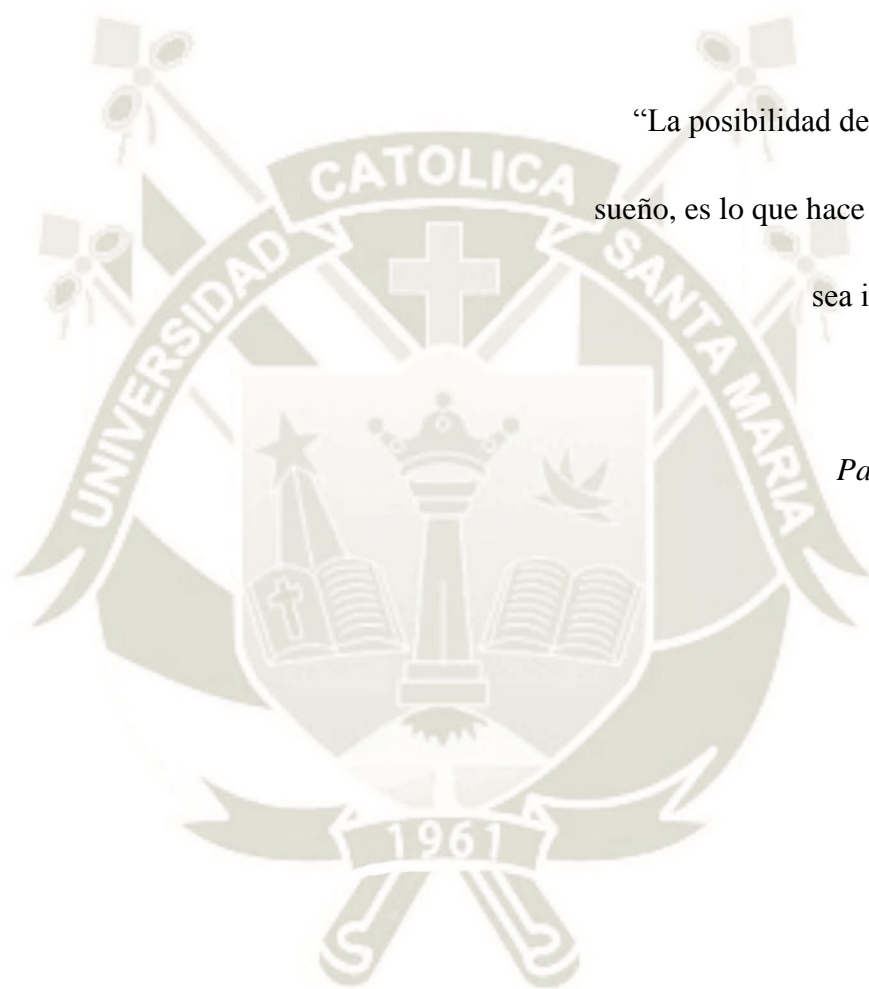 “La posibilidad de
sueño, es lo que hace
sea i
Pa
UNIVERSIDAD CATOLICA SANTA MARIA
1961